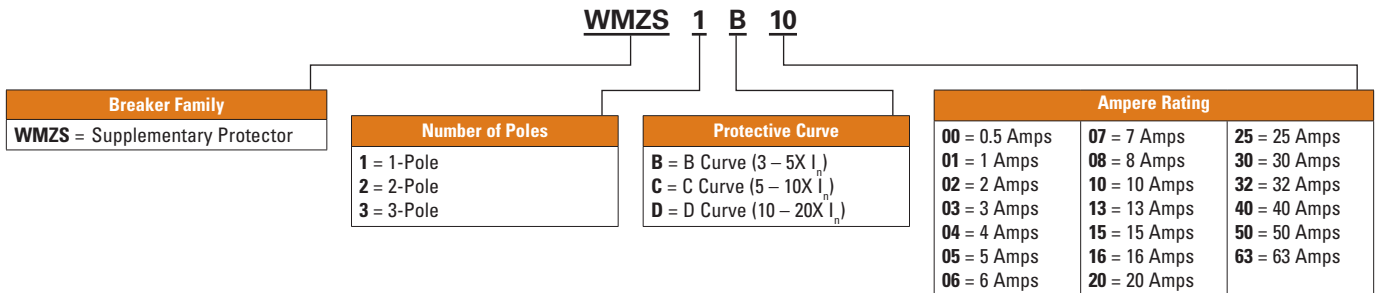 WMZS 1 B 10
Breaker Family
WMZS = Supplementary Protector
Number of Poles
1 = 1-Pole
2 = 2-Pole
3 = 3-Pole
Protective Curve
B = B Curve (3 – 5X In)
C = C Curve (5 – 10X In)
D = D Curve (10 – 20X In)
Ampere Rating
00 = 0.5 Amps
01 = 1 Amps
02 = 2 Amps
03 = 3 Amps
04 = 4 Amps
05 = 5 Amps
06 = 6 Amps
07 = 7 Amps
08 = 8 Amps
10 = 10 Amps
13 = 13 Amps
15 = 15 Amps
16 = 16 Amps
20 = 20 Amps
25 = 25 Amps
30 = 30 Amps
32 = 32 Amps
40 = 40 Amps
50 = 50 Amps
63 = 63 Amps